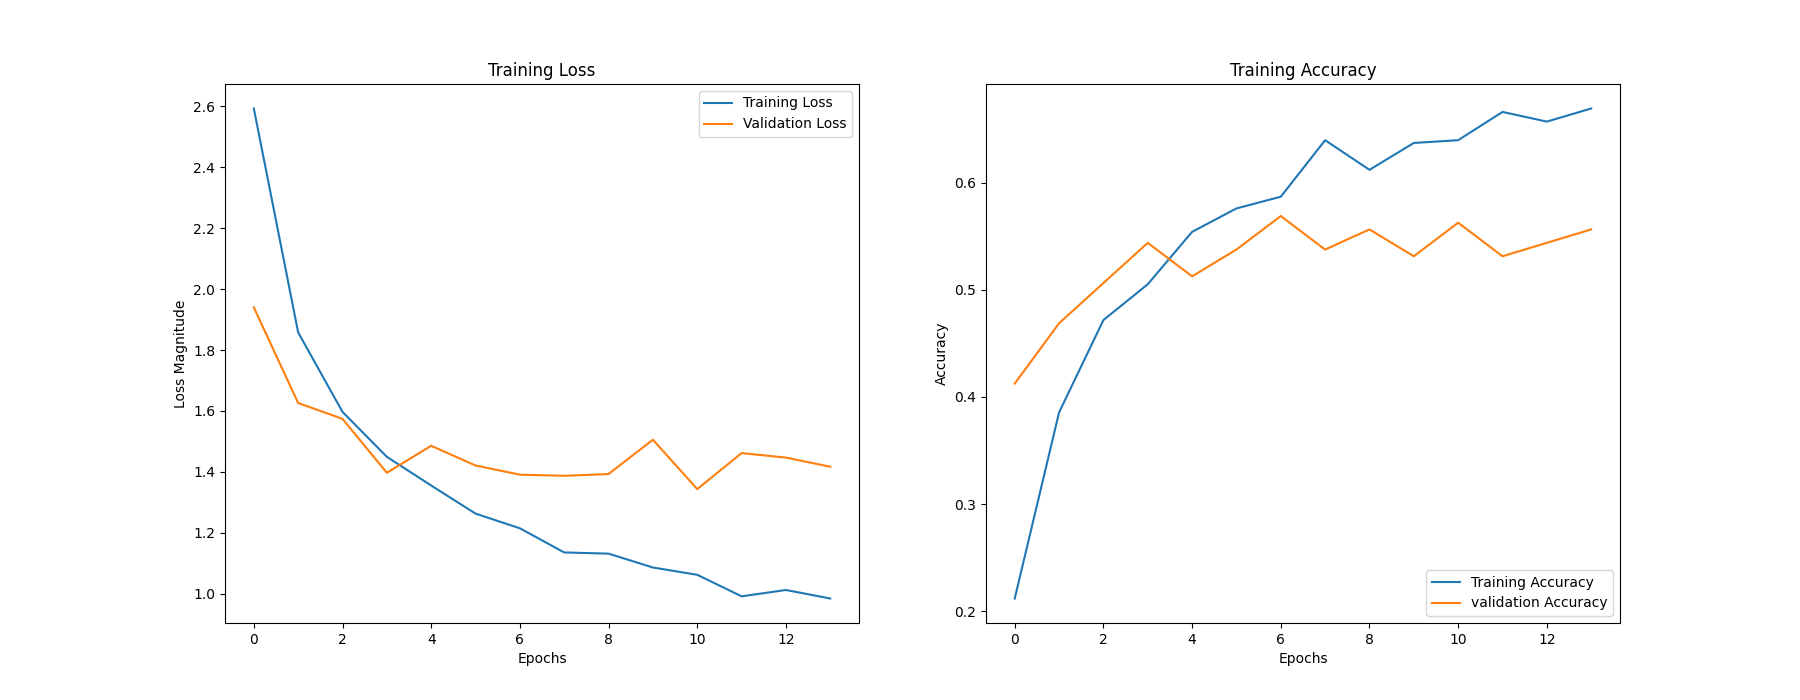 Training Loss
Training Loss
Validation Loss
Loss Magnitude
2.6
2.4
2.2
2.0
1.8
1.6
1.4
1.2
1.0
0 2 4 6 8 10 12
Epochs
Training Accuracy
Accuracy
0.6
0.5
0.4
0.3
0.2
Training Accuracy
validation Accuracy
0 2 4 6 8 10 12
Epochs